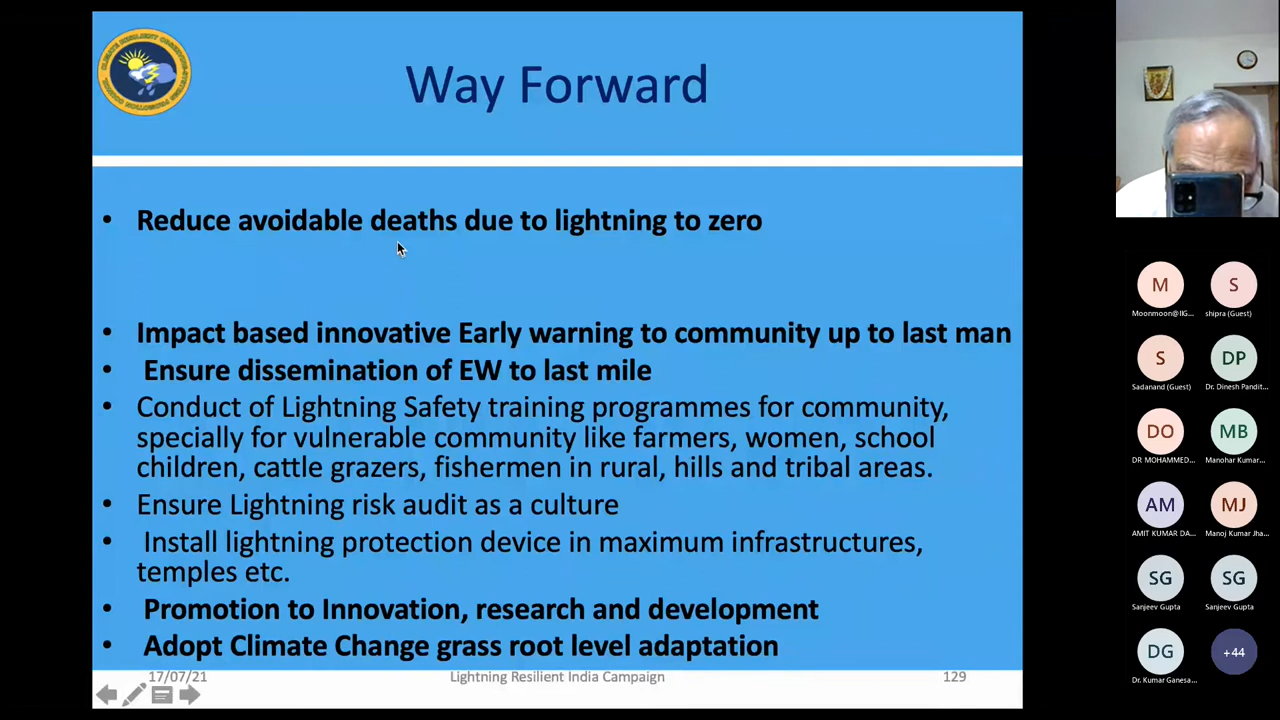 Way Forward
• Reduce avoidable deaths due to lightning to zero
• Impact based innovative Early warning to community up to last man
• Ensure dissemination of EW to last mile
• Conduct of Lightning Safety training programmes for community,
specially for vulnerable community like farmers, women, school
children, cattle grazers, fishermen in rural, hills and tribal areas.
• Ensure Lightning risk audit as a culture
• Install lightning protection device in maximum infrastructures,
temples etc.
• Promotion to Innovation, research and development
• Adopt Climate Change grass root level adaptation
17/07/21 Lightning Resilient India Campaign 129
M S
Moonmoon@IIG... shipra (Guest)
S DP
Sadanand (Guest) Dr. Dinesh Pandit...
DO MB
DR MOHAMMED... Manohar Kumar...
AM MJ
AMIT KUMAR DA... Manoj Kumar Jha...
SG SG
Sanjeev Gupta Sanjeev Gupta
DG +44
Dr. Kumar Ganesa...